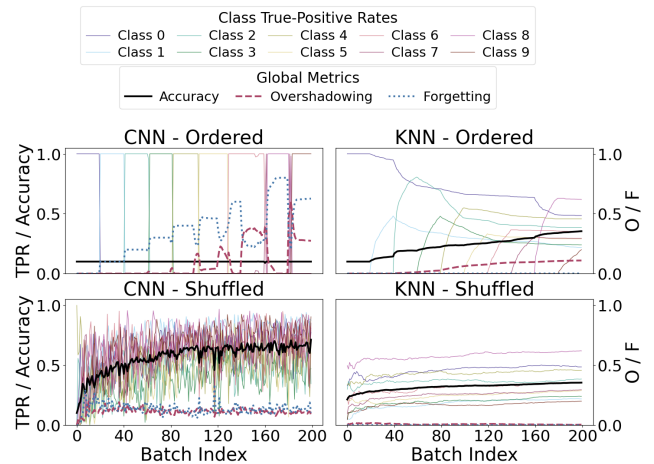 Class True-Positive Rates
Class 0 Class 2 Class 4 Class 6 Class 8
Class 1 Class 3 Class 5 Class 7 Class 9
Global Metrics
Accuracy Overshadowing Forgetting
CNN - Ordered KNN - Ordered
TPR / Accuracy
1.0 1.0
0.5 0.5
0.0 0.0
O / F
CNN - Shuffled KNN - Shuffled
TPR / Accuracy
1.0 1.0
0.5 0.5
0.0 0.0
O / F
0 40 80 120 160 200 0 40 80 120 160 200
Batch Index Batch Index